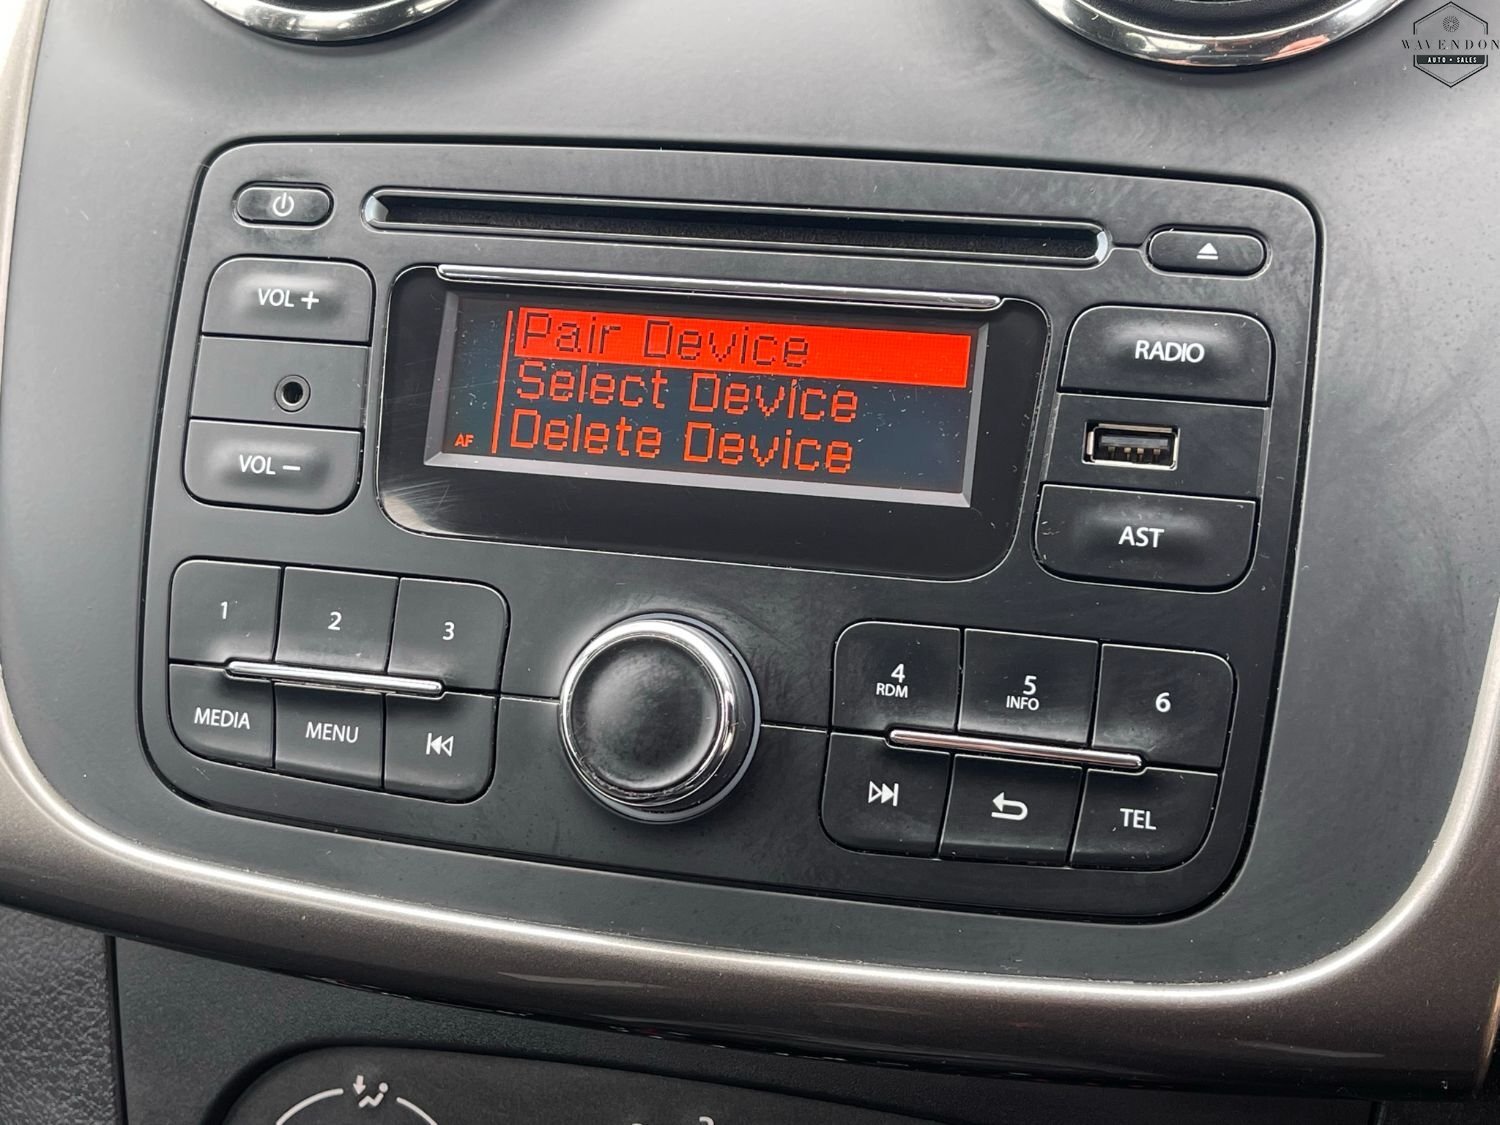 WAVENDON
AUTO • SALES
VOL +
Pair Device
Select Device
Delete Device
AF
VOL –
RADIO
AST
1
2
3
MEDIA
MENU
4
RDM
5
INFO
6
TEL